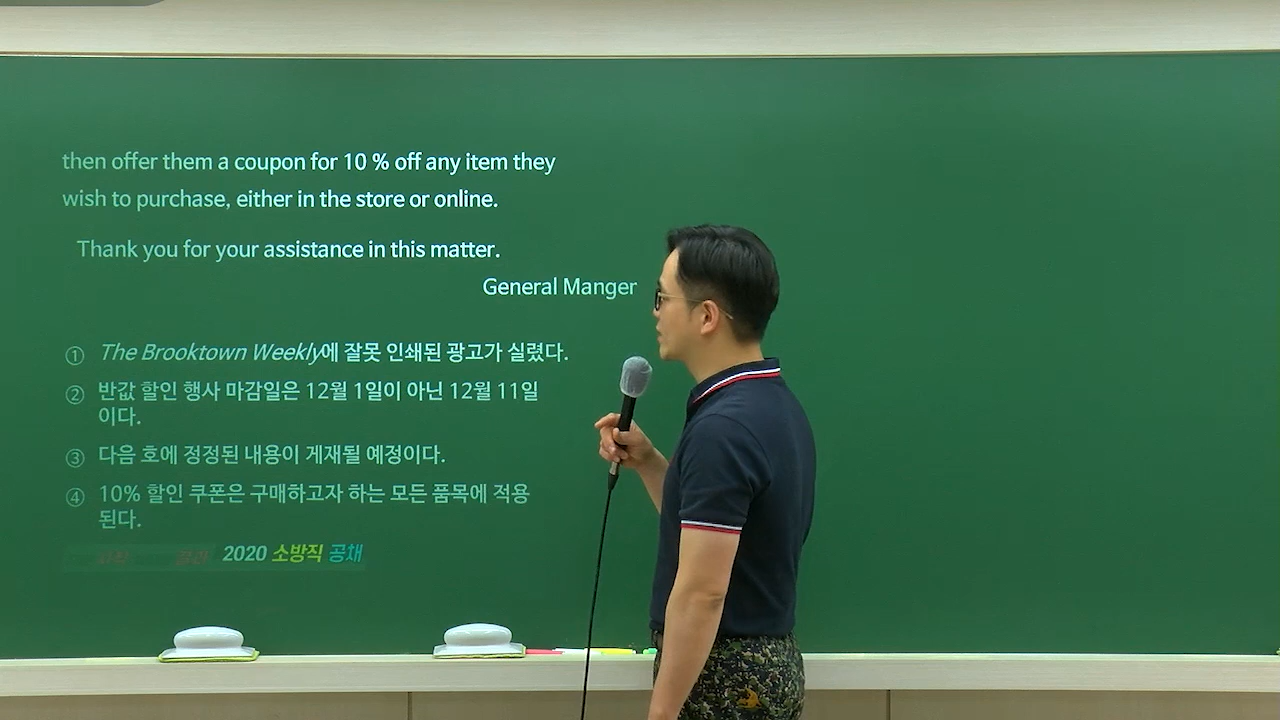 then offer them a coupon for 10 % off any item they
wish to purchase, either in the store or online.
Thank you for your assistance in this matter.
General Manger
① The Brooktown Weekly에 잘못 인쇄된 광고가 실렸다.
② 반값 할인 행사 마감일은 12월 1일이 아닌 12월 11일
이다.
③ 다음 호에 정정된 내용이 게재될 예정이다.
④ 10% 할인 쿠폰은 구매하고자 하는 모든 품목에 적용
된다.
2020 소방직 공채